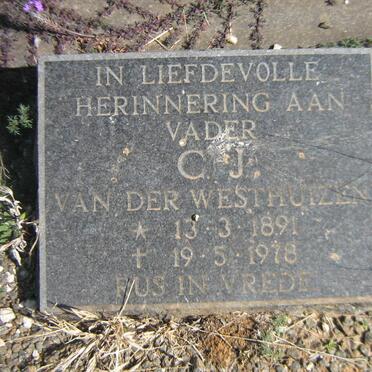 IN LIEFDEVOLLE
HERINNERING AAN
VADER
C. J.
VAN DER WESTHUIZEN
* 13·3·1891
† 19·5·1978
RUS IN VREDE